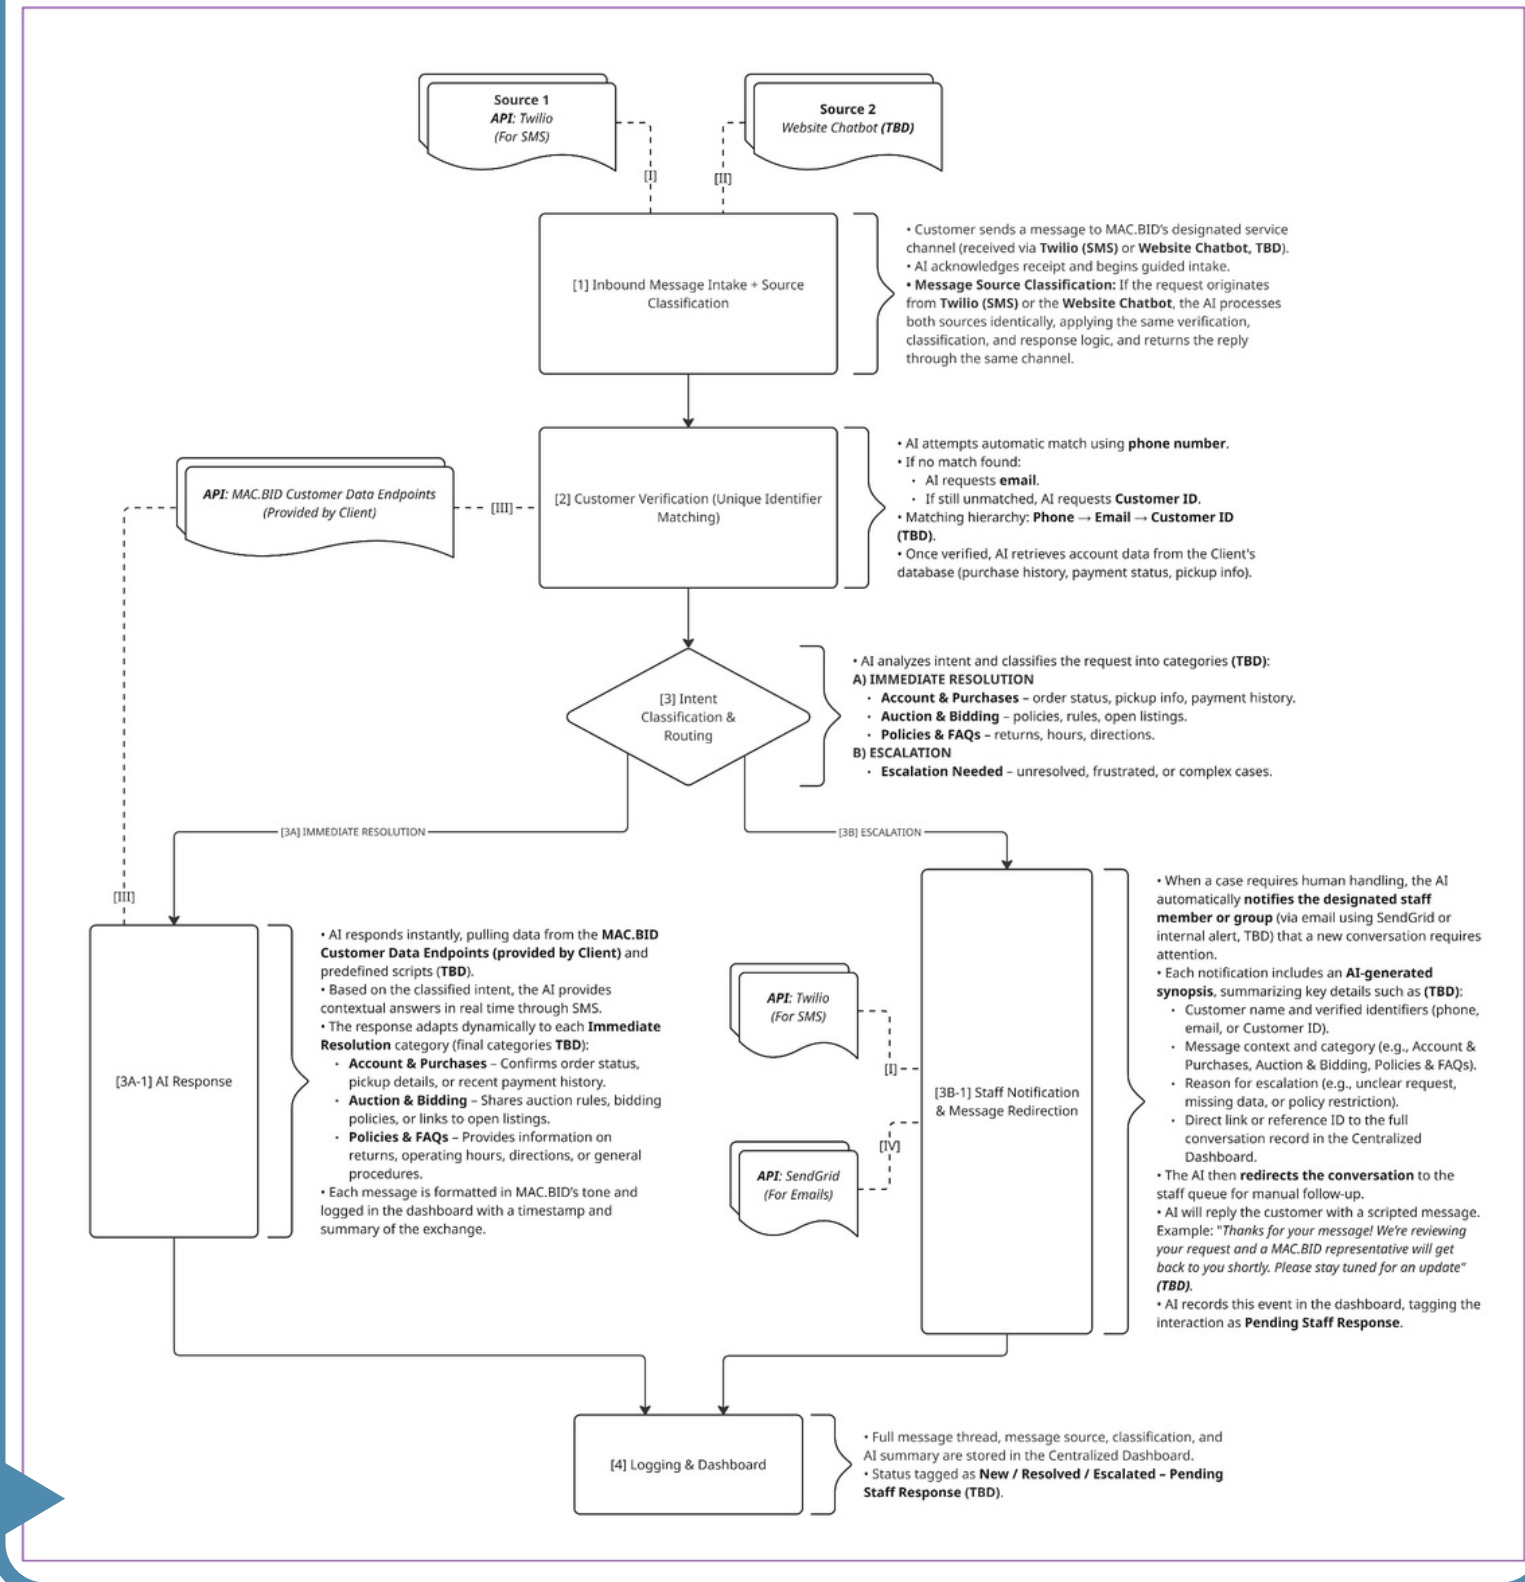 Source 1
API: Twilio
(For SMS)
Source 2
Website Chatbot (TBD)
[I]
[II]
[1] Inbound Message Intake + Source
Classification
• Customer sends a message to MAC.BID's designated service
channel (received via Twilio (SMS) or Website Chatbot, TBD).
• AI acknowledges receipt and begins guided intake.
• Message Source Classification: If the request originates
from Twilio (SMS) or the Website Chatbot, the AI processes
both sources identically, applying the same verification,
classification, and response logic, and returns the reply
through the same channel.
API: MAC.BID Customer Data Endpoints
(Provided by Client)
[III]
[2] Customer Verification (Unique Identifier
Matching)
• AI attempts automatic match using phone number.
• If no match found:
• AI requests email.
• If still unmatched, AI requests Customer ID.
• Matching hierarchy: Phone → Email → Customer ID
(TBD).
• Once verified, AI retrieves account data from the Client's
database (purchase history, payment status, pickup info).
[3] Intent
Classification &
Routing
• AI analyzes intent and classifies the request into categories (TBD):
A) IMMEDIATE RESOLUTION
• Account & Purchases – order status, pickup info, payment history.
• Auction & Bidding – policies, rules, open listings.
• Policies & FAQs – returns, hours, directions.
B) ESCALATION
• Escalation Needed – unresolved, frustrated, or complex cases.
[3A] IMMEDIATE RESOLUTION
[3B] ESCALATION
[III]
[3A-1] AI Response
• AI responds instantly, pulling data from the MAC.BID
Customer Data Endpoints (provided by Client) and
predefined scripts (TBD).
• Based on the classified intent, the AI provides
contextual answers in real time through SMS.
• The response adapts dynamically to each Immediate
Resolution category (final categories TBD):
• Account & Purchases – Confirms order status,
pickup details, or recent payment history.
• Auction & Bidding – Shares auction rules, bidding
policies, or links to open listings.
• Policies & FAQs – Provides information on
returns, operating hours, directions, or general
procedures.
• Each message is formatted in MAC.BID's tone and
logged in the dashboard with a timestamp and
summary of the exchange.
API: Twilio
(For SMS)
[I]
[IV]
API: SendGrid
(For Emails)
[3B-1] Staff Notification
& Message Redirection
• When a case requires human handling, the AI
automatically notifies the designated staff
member or group (via email using SendGrid or
internal alert, TBD) that a new conversation requires
attention.
• Each notification includes an AI-generated
synopsis, summarizing key details such as (TBD):
• Customer name and verified identifiers (phone,
email, or Customer ID).
• Message context and category (e.g., Account &
Purchases, Auction & Bidding, Policies & FAQs).
• Reason for escalation (e.g., unclear request,
missing data, or policy restriction).
• Direct link or reference ID to the full
conversation record in the Centralized
Dashboard.
• The AI then redirects the conversation to the
staff queue for manual follow-up.
• AI will reply the customer with a scripted message.
Example: "Thanks for your message! We're reviewing
your request and a MAC.BID representative will get
back to you shortly. Please stay tuned for an update"
(TBD).
• AI records this event in the dashboard, tagging the
interaction as Pending Staff Response.
[4] Logging & Dashboard
• Full message thread, message source, classification, and
AI summary are stored in the Centralized Dashboard.
• Status tagged as New / Resolved / Escalated – Pending
Staff Response (TBD).